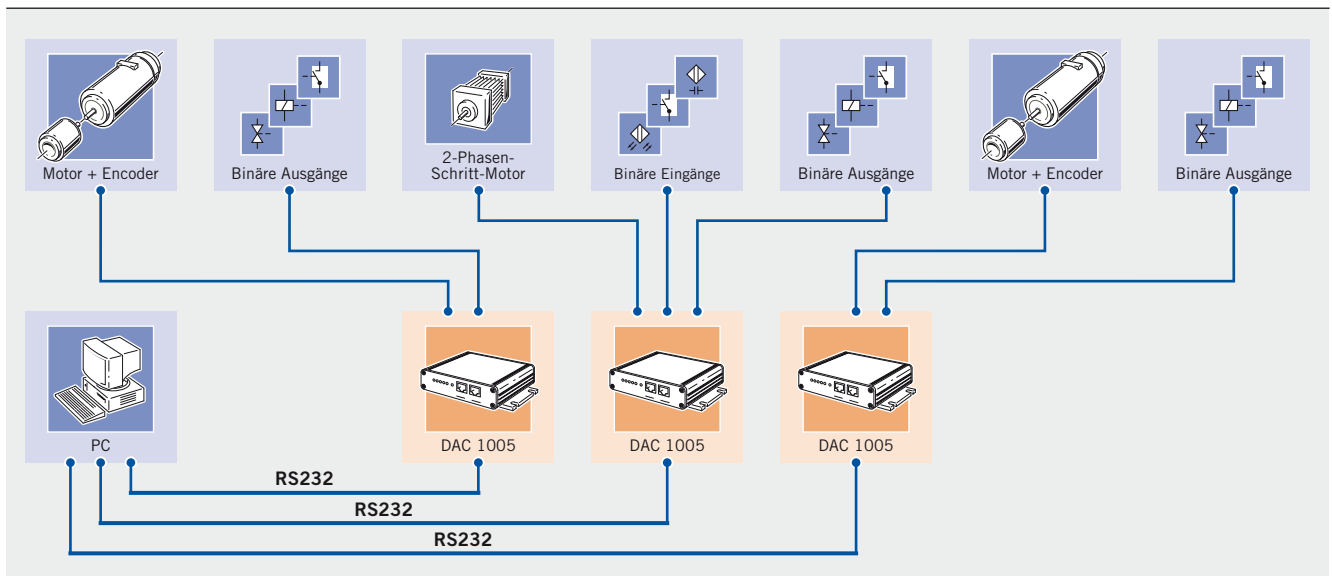 Motor + Encoder
Binäre Ausgänge
2-Phasen-
Schritt-Motor
Binäre Eingänge
Binäre Ausgänge
Motor + Encoder
Binäre Ausgänge
PC
DAC 1005
DAC 1005
DAC 1005
RS232
RS232
RS232